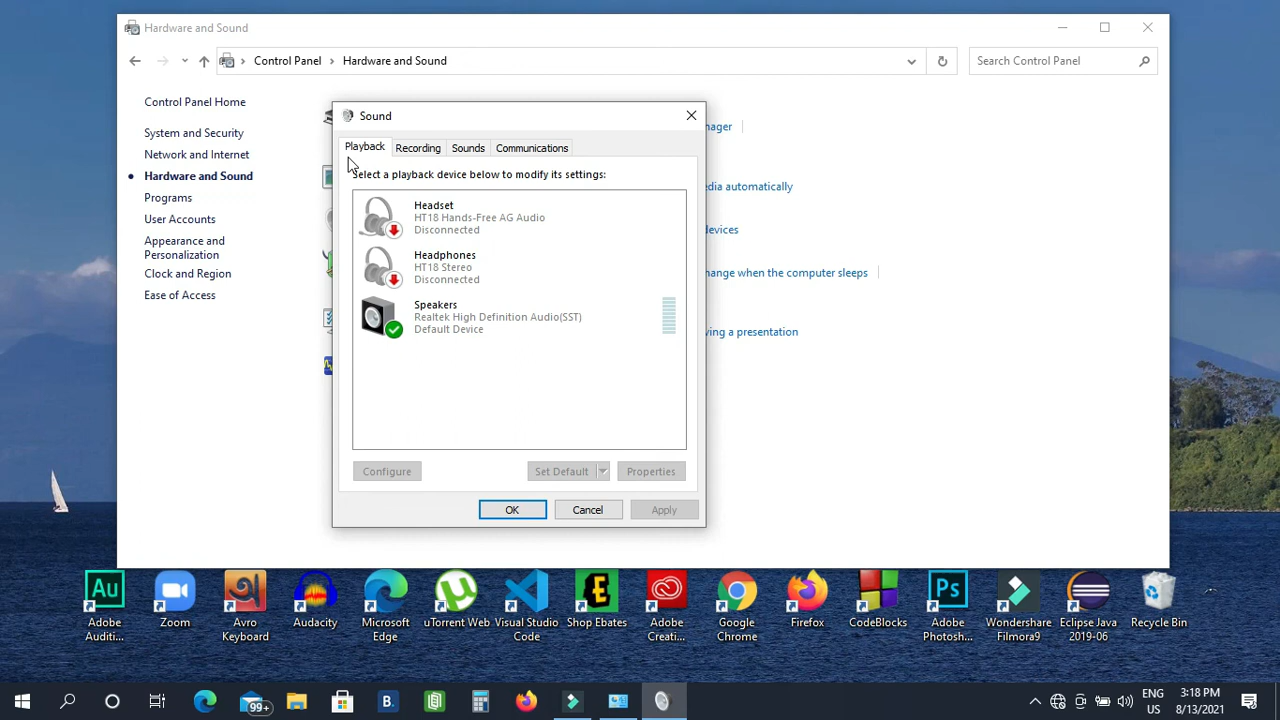 Hardware and Sound
Control Panel
Hardware and Sound
Search Control Panel
Control Panel Home
System and Security
Network and Internet
Hardware and Sound
Programs
User Accounts
Appearance and
Personalization
Clock and Region
Ease of Access
nager
edia automatically
devices
change when the computer sleeps
ving a presentation
Sound
Playback
Recording
Sounds
Communications
Select a playback device below to modify its settings:
Headset
HT18 Hands-Free AG Audio
Disconnected
Headphones
HT18 Stereo
Disconnected
Speakers
Realtek High Definition Audio(SST)
Default Device
Configure
Set Default
Properties
OK
Cancel
Apply
Au
Ps
Adobe
Auditi...
Zoom
Avro
Keyboard
Audacity
Microsoft
Edge
uTorrent Web
Visual Studio
Code
Shop Ebates
Adobe
Creati...
Google
Chrome
Firefox
CodeBlocks
Adobe
Photosh...
Wondershare
Filmora9
Eclipse Java
2019-06
Recycle Bin
99+
B.
ENG
US
3:18 PM
8/13/2021